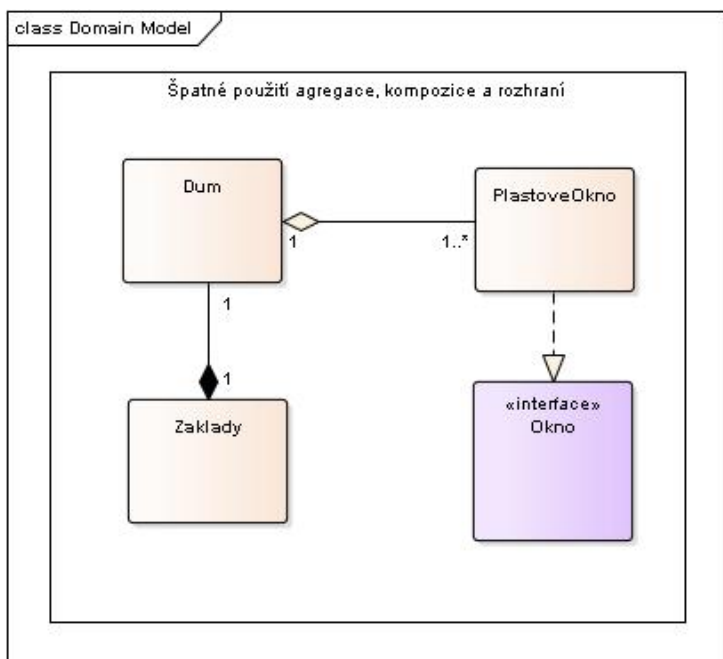 class Domain Model
Špatné použití agregace, kompozice a rozhraní
Dum
PlastoveOkno
1
1..*
1
1
Zaklady
«interface»
Okno